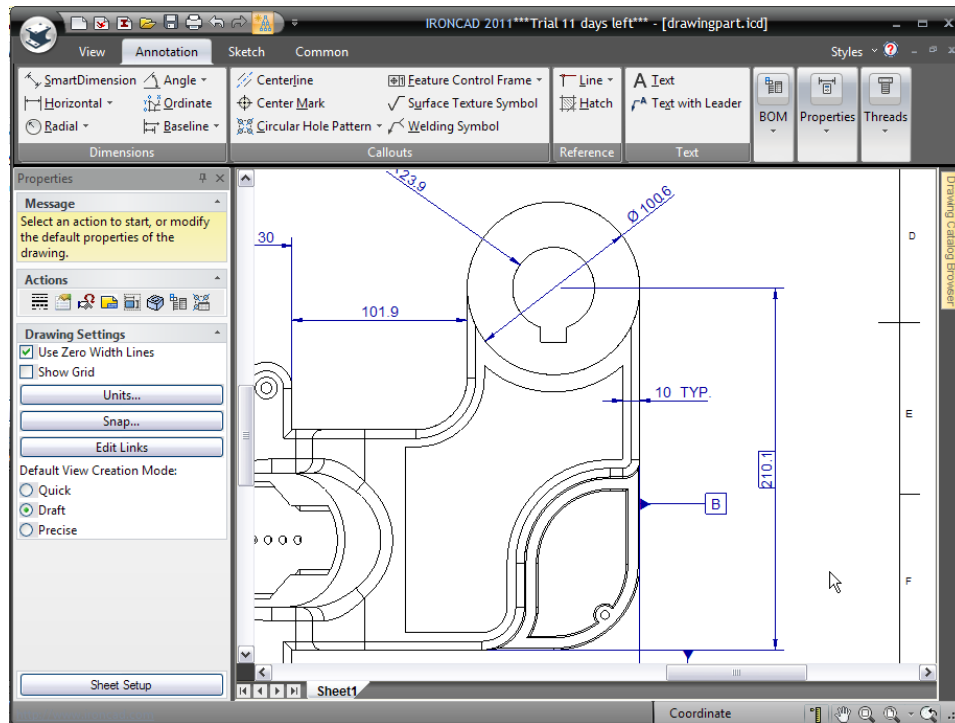 IRONCAD 2011***Trial 11 days left*** - [drawingpart.icd]
View Annotation Sketch Common Styles
SmartDimension Angle Centerline Feature Control Frame Line A Text
Horizontal Ordinate Center Mark Surface Texture Symbol Hatch Text with Leader
Radial Baseline Circular Hole Pattern Welding Symbol BOM Properties Threads
Dimensions Callouts Reference Text
Properties
Message
Select an action to start, or modify
the default properties of the
drawing.
Actions
Drawing Settings
Use Zero Width Lines
Show Grid
Units...
Snap...
Edit Links
Default View Creation Mode:
Quick
Draft
Precise
Sheet Setup
23.9
Ø 100.6
30
101.9
10 TYP.
210.1
B
D
E
F
Drawing Catalog Browser
Sheet1
Coordinate